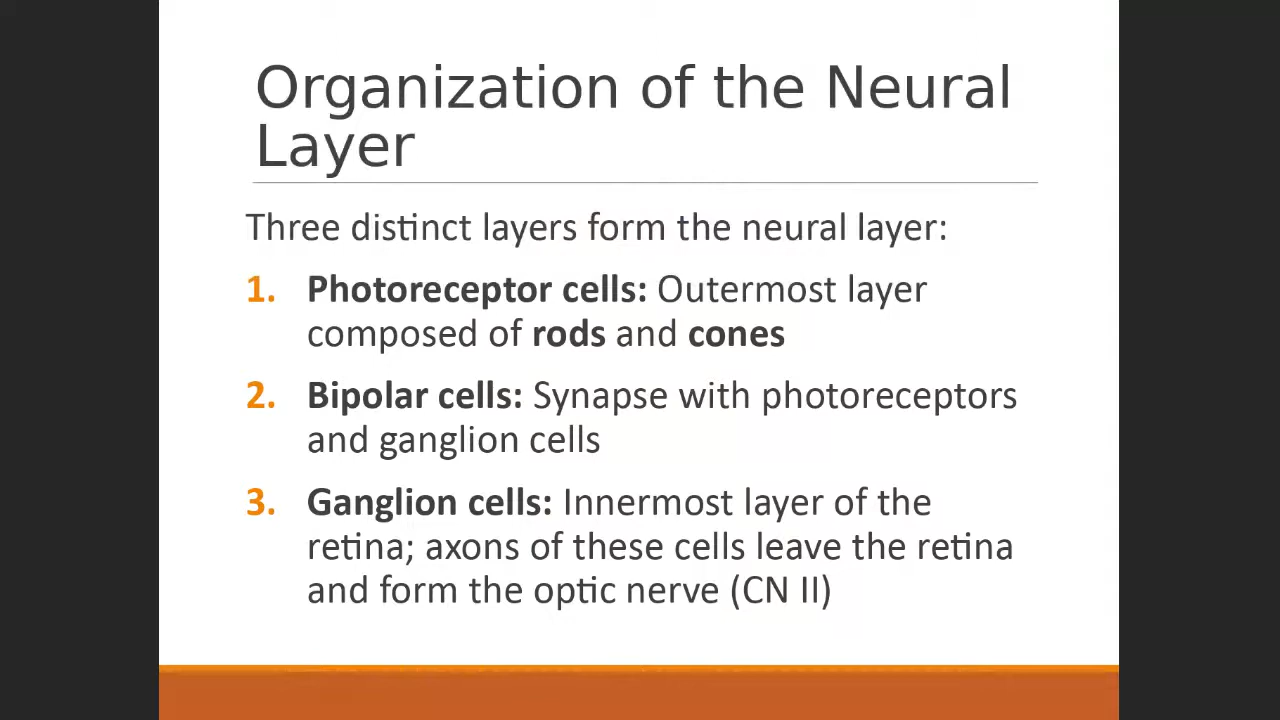 Organization of the Neural
Layer
Three distinct layers form the neural layer:
1. Photoreceptor cells: Outermost layer
composed of rods and cones
2. Bipolar cells: Synapse with photoreceptors
and ganglion cells
3. Ganglion cells: Innermost layer of the
retina; axons of these cells leave the retina
and form the optic nerve (CN II)